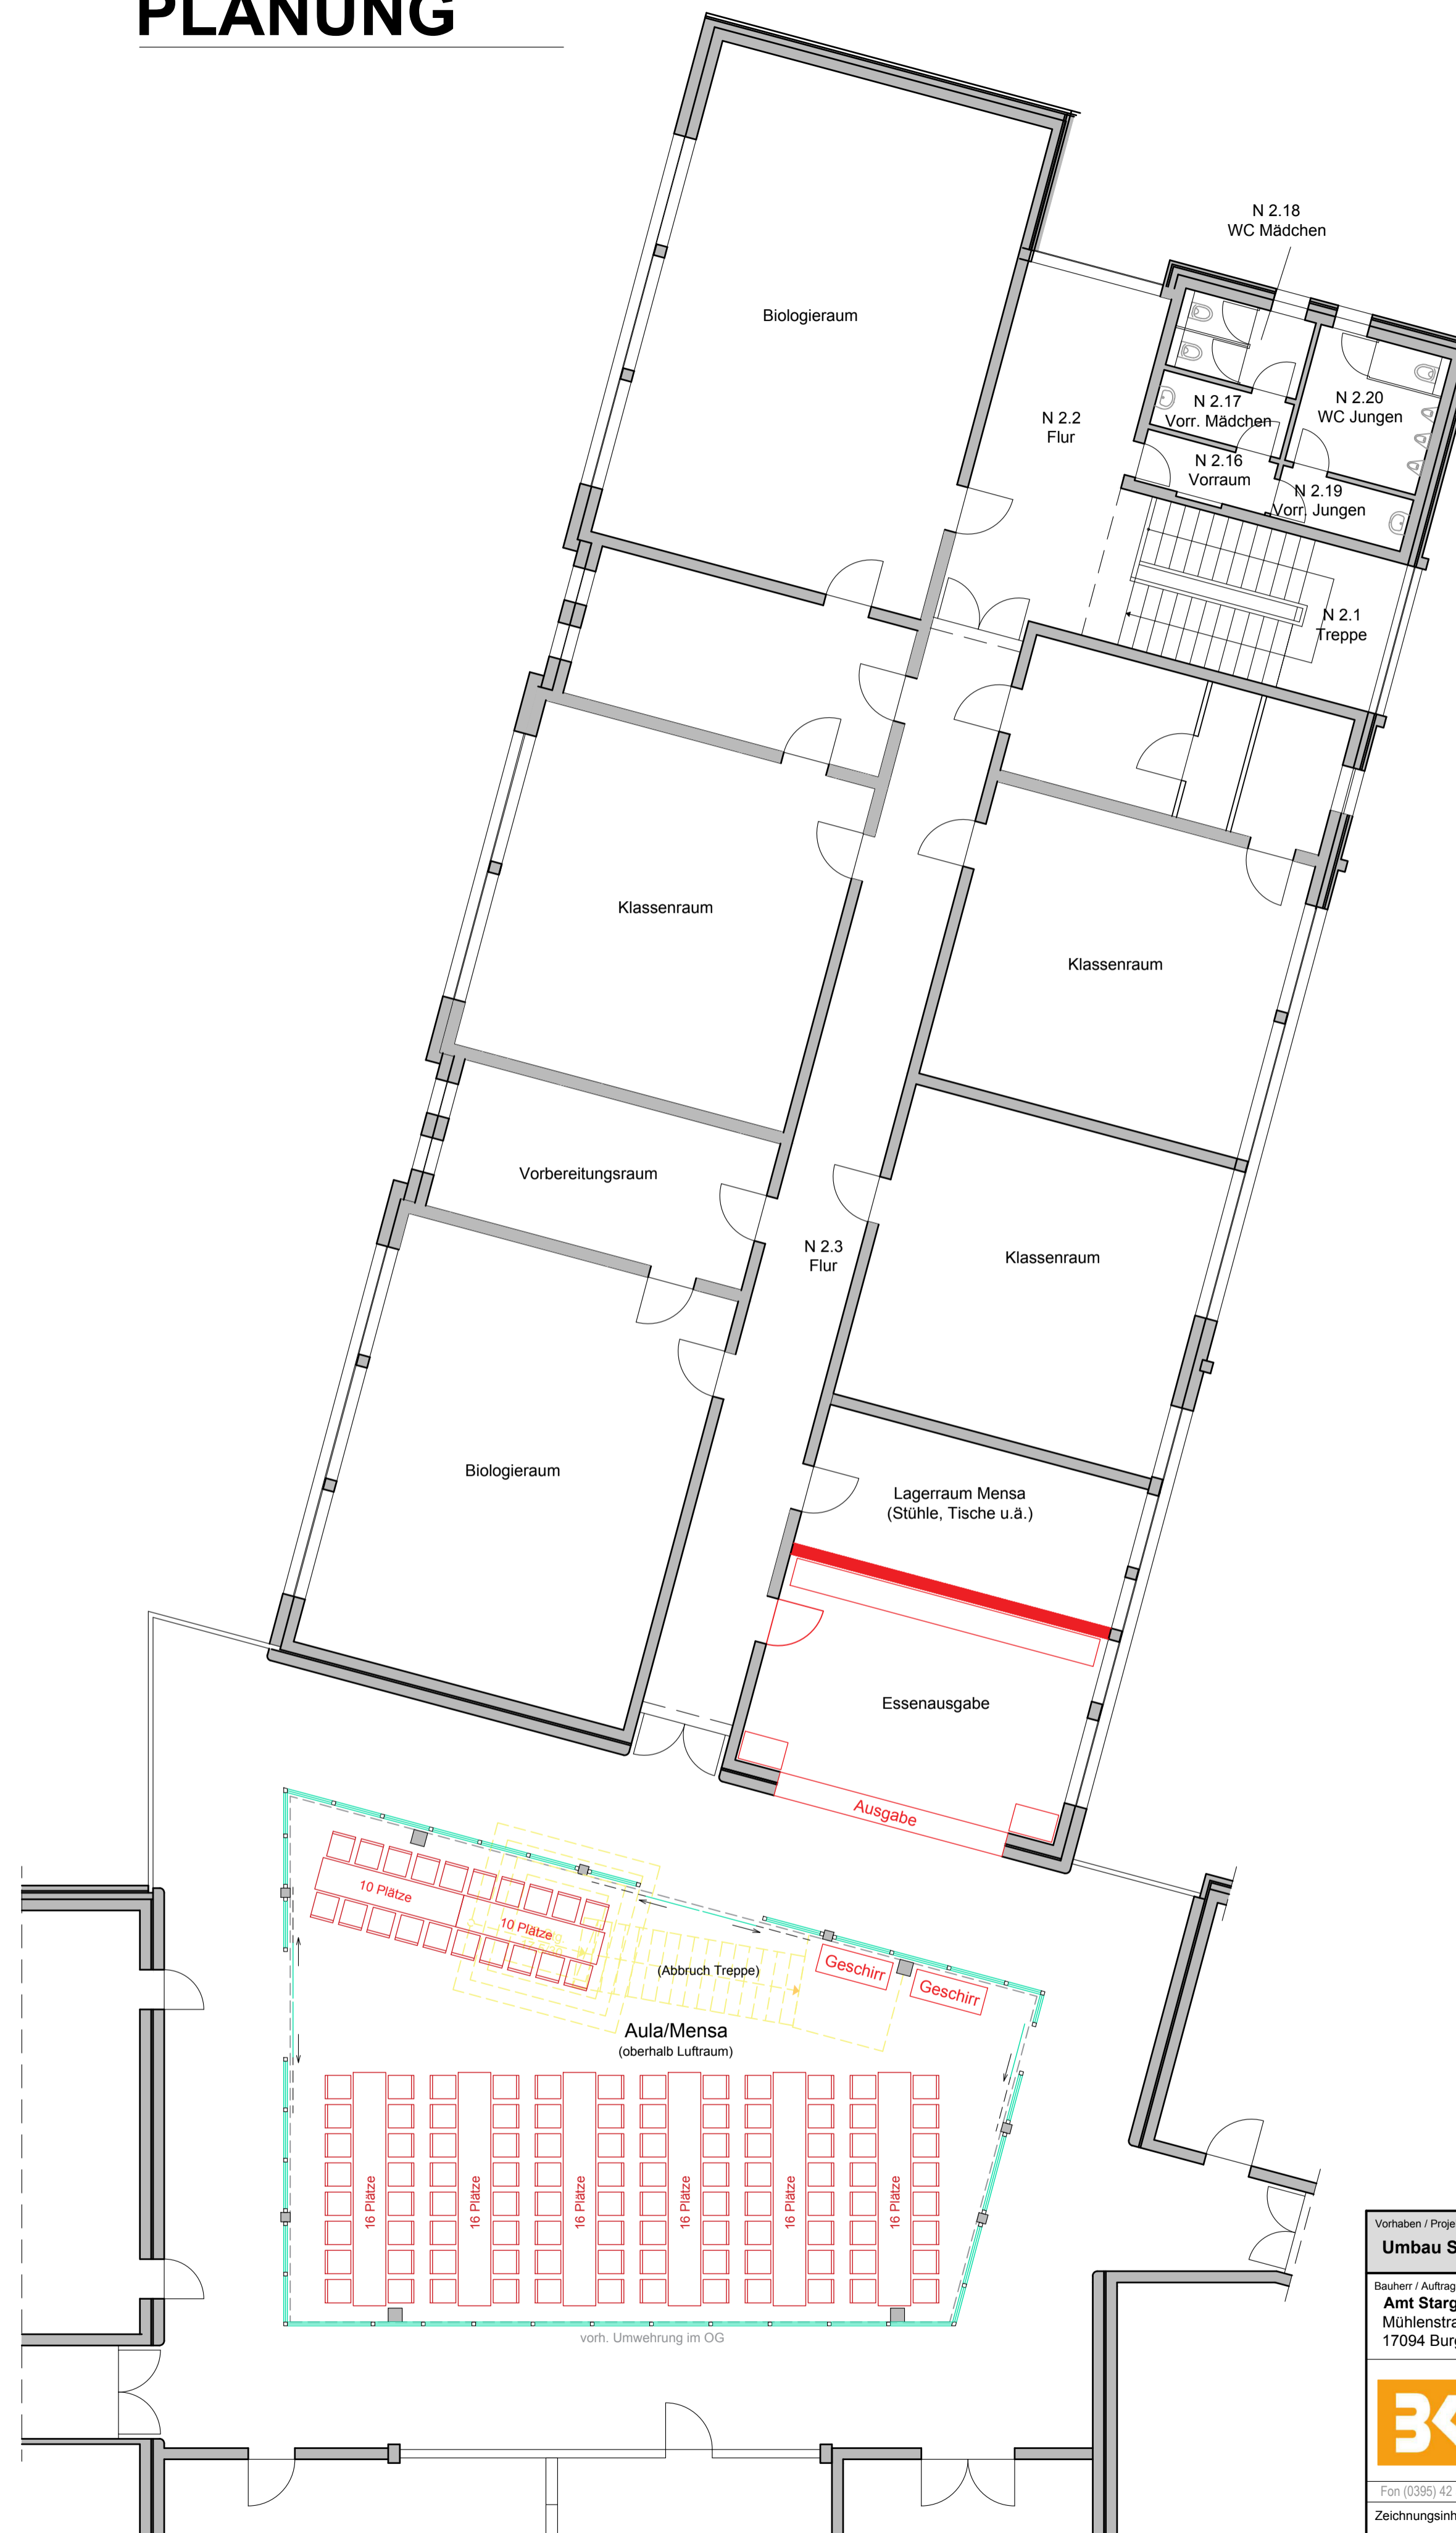 PLANUNG
N 2.18
WC Mädchen
Biologieraum
N 2.17
Vorr. Mädchen
N 2.20
WC Jungen
N 2.2
Flur
N 2.16
Vorraum
N 2.19
Vorr. Jungen
N 2.1
Treppe
Klassenraum
Klassenraum
Vorbereitungsraum
N 2.3
Flur
Klassenraum
Biologieraum
Lagerraum Mensa
(Stühle, Tische u.ä.)
Essenausgabe
Ausgabe
10 Plätze
10 Plätze
(Abbruch Treppe)
Geschirr
Geschirr
Aula/Mensa
(oberhalb Luftraum)
16 Plätze
16 Plätze
16 Plätze
16 Plätze
16 Plätze
16 Plätze
vorh. Umwehrung im OG
Vorhaben / Proje
Umbau S
Bauherr / Auftrag
Amt Starg
Mühlenstra
17094 Burg
Fon (0395) 42
Zeichnungsinh